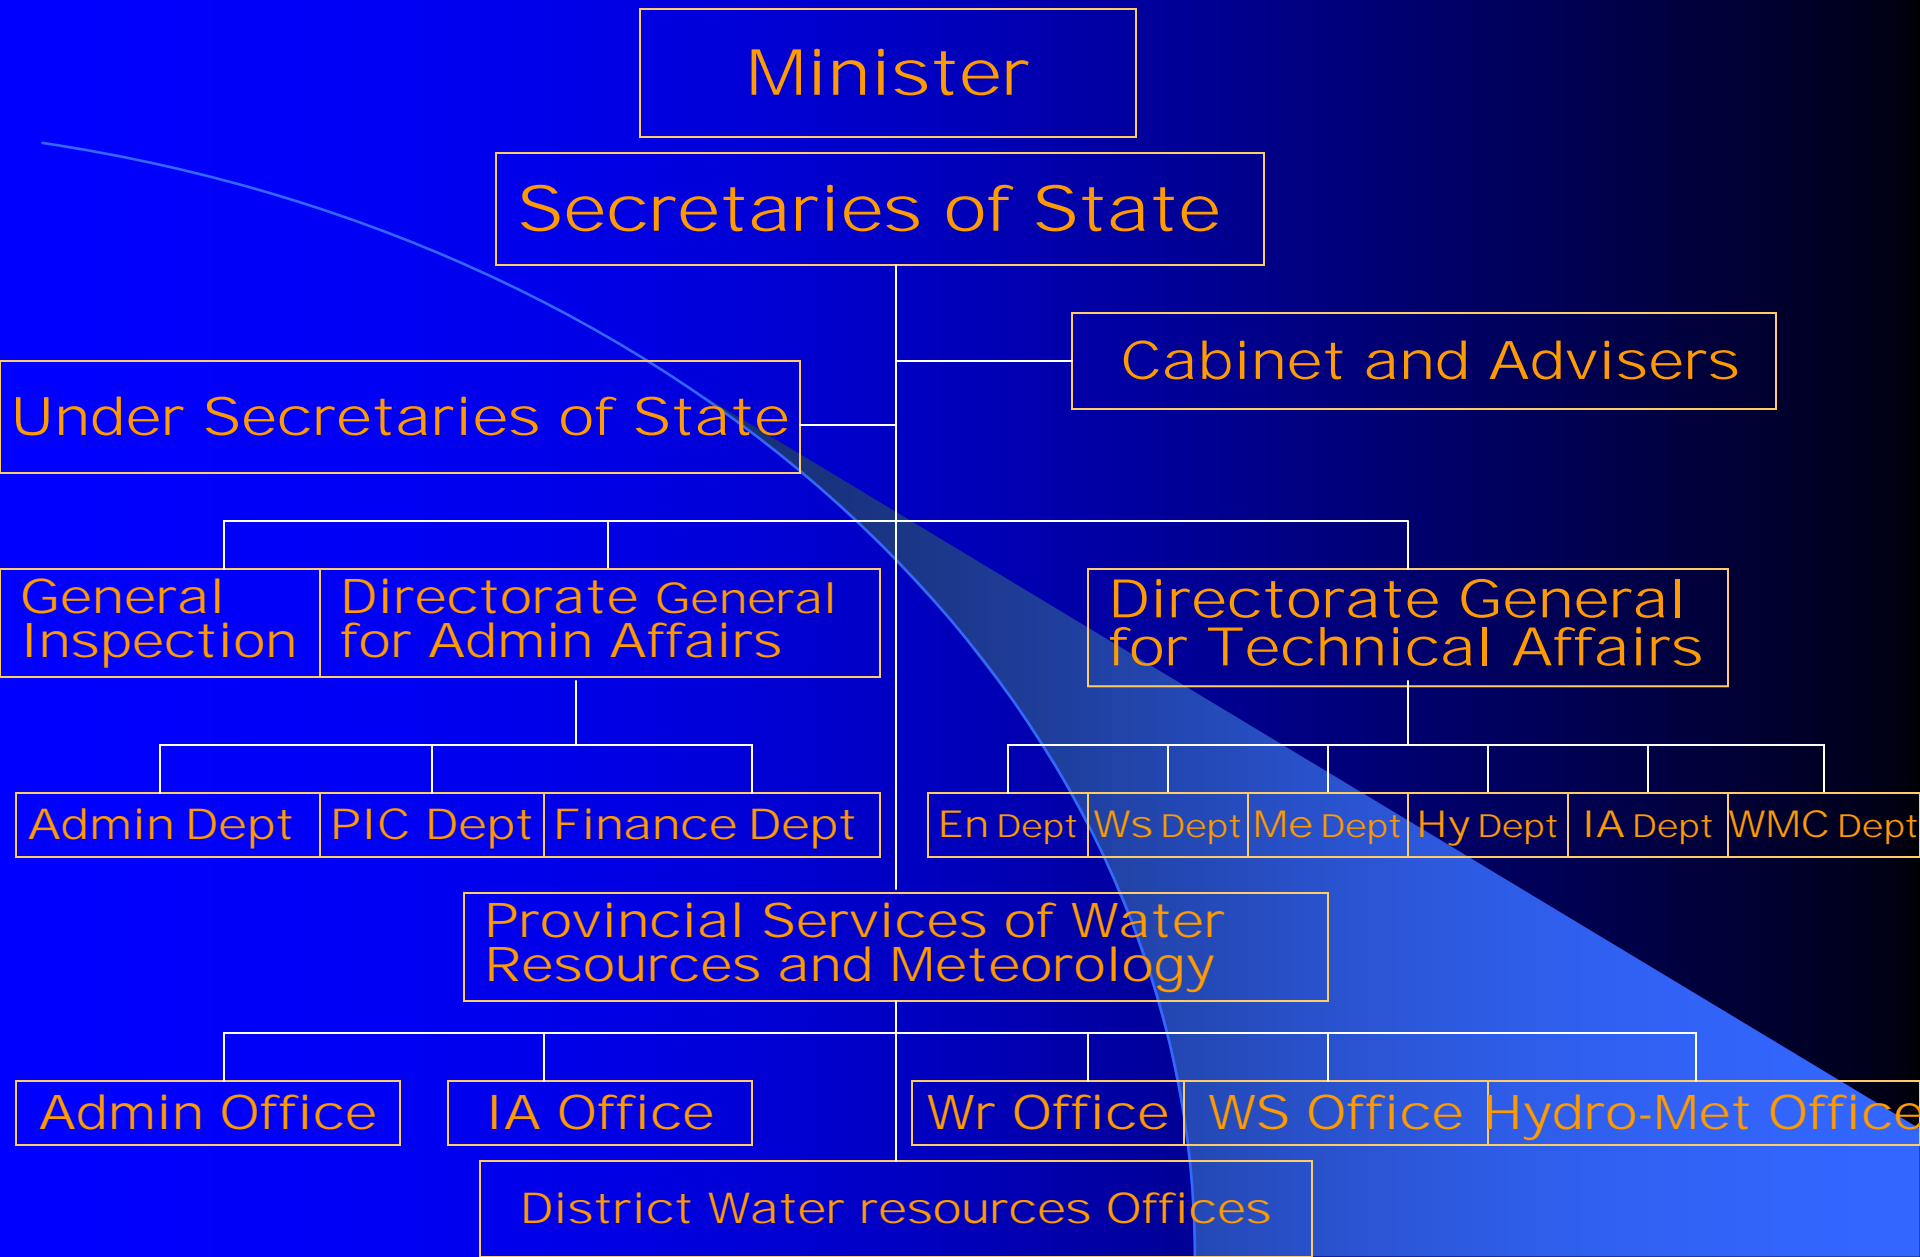 Minister
Secretaries of State
Cabinet and Advisers
Under Secretaries of State
General
Inspection
Directorate General
for Admin Affairs
Directorate General
for Technical Affairs
Admin Dept
PIC Dept
Finance Dept
En Dept
Ws Dept
Me Dept
Hy Dept
IA Dept
WMC Dept
Provincial Services of Water
Resources and Meteorology
Admin Office
IA Office
Wr Office
WS Office
Hydro-Met Office
District Water resources Offices